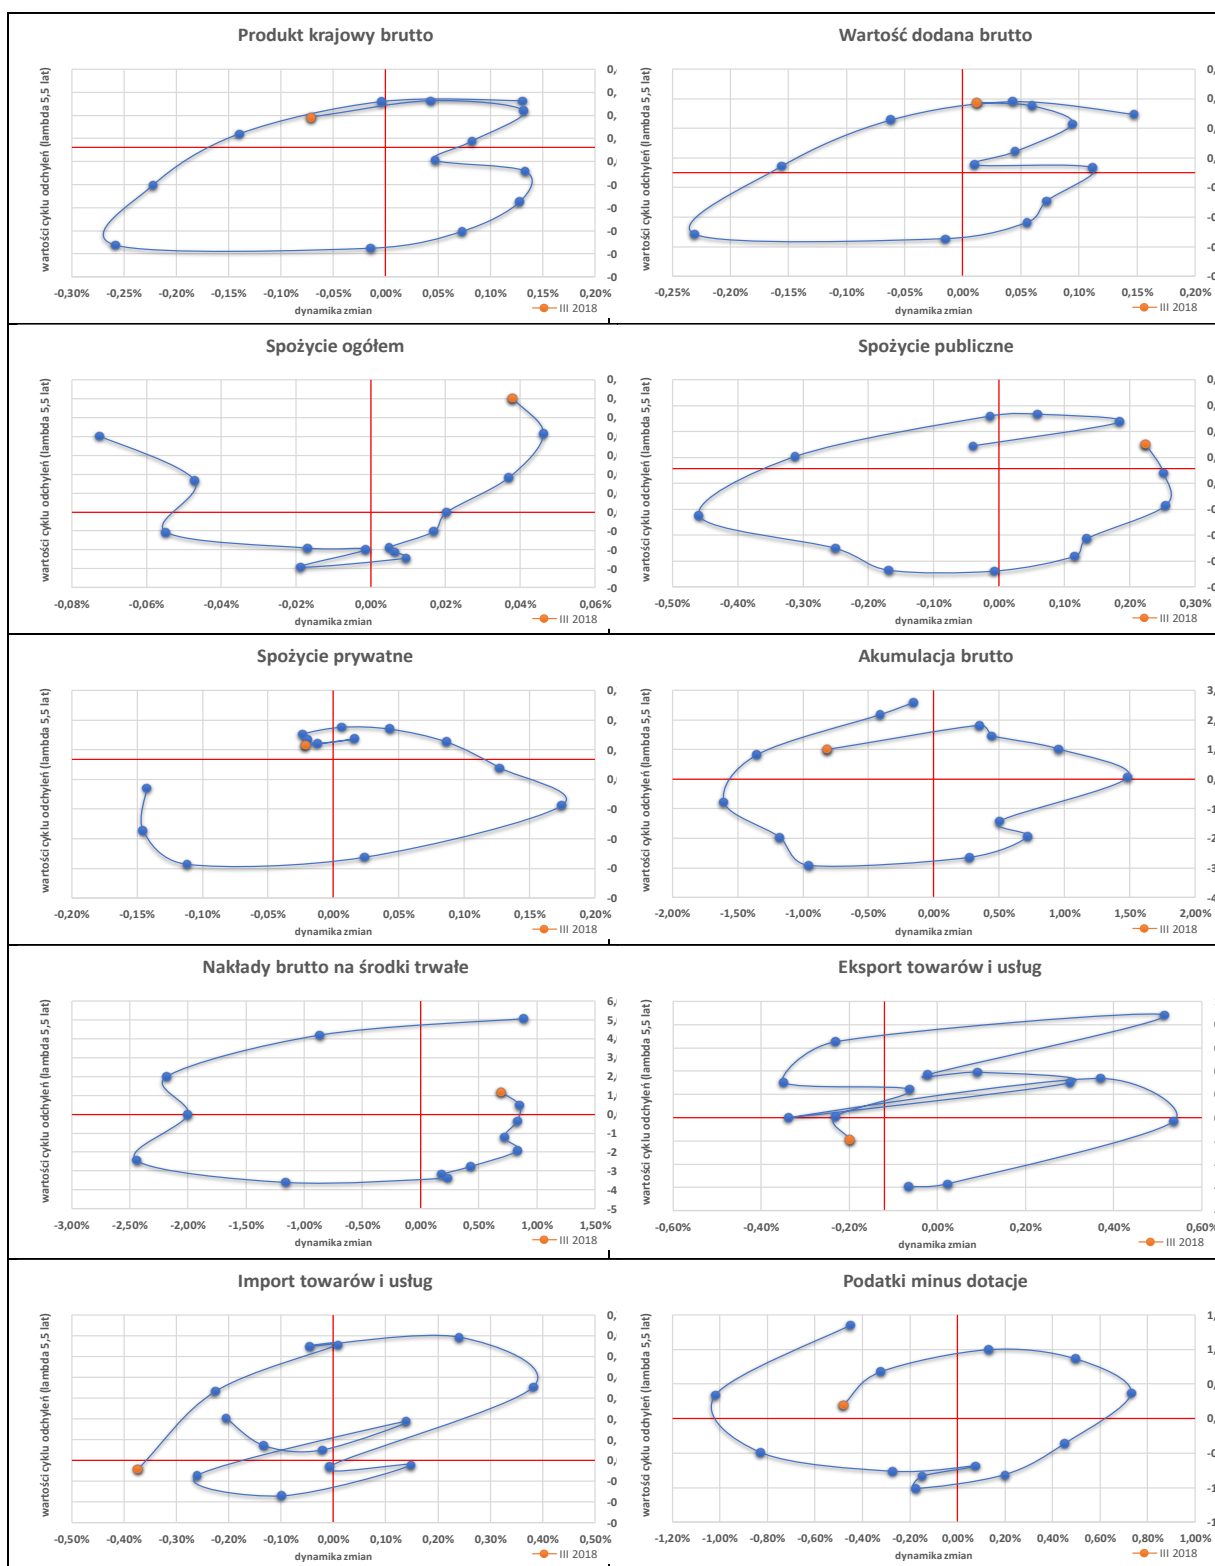 Produkt krajowy brutto
wartości cyklu odchyleń (lambda 5,5 lat)
-0,30% -0,25% -0,20% -0,15% -0,10% -0,05% 0,00% 0,05% 0,10% 0,15% 0,20%
dynamika zmian
III 2018
Wartość dodana brutto
wartości cyklu odchyleń (lambda 5,5 lat)
-0,25% -0,20% -0,15% -0,10% -0,05% 0,00% 0,05% 0,10% 0,15% 0,20%
dynamika zmian
III 2018
Spożycie ogółem
wartości cyklu odchyleń (lambda 5,5 lat)
-0,08% -0,06% -0,04% -0,02% 0,00% 0,02% 0,04% 0,06%
dynamika zmian
III 2018
Spożycie publiczne
wartości cyklu odchyleń (lambda 5,5 lat)
-0,50% -0,40% -0,30% -0,20% -0,10% 0,00% 0,10% 0,20% 0,30%
dynamika zmian
III 2018
Spożycie prywatne
wartości cyklu odchyleń (lambda 5,5 lat)
-0,20% -0,15% -0,10% -0,05% 0,00% 0,05% 0,10% 0,15% 0,20%
dynamika zmian
III 2018
Akumulacja brutto
wartości cyklu odchyleń (lambda 5,5 lat)
-2,00% -1,50% -1,00% -0,50% 0,00% 0,50% 1,00% 1,50% 2,00%
dynamika zmian
III 2018
Nakłady brutto na środki trwałe
wartości cyklu odchyleń (lambda 5,5 lat)
-3,00% -2,50% -2,00% -1,50% -1,00% -0,50% 0,00% 0,50% 1,00% 1,50%
dynamika zmian
III 2018
Eksport towarów i usług
wartości cyklu odchyleń (lambda 5,5 lat)
-0,60% -0,40% -0,20% 0,00% 0,20% 0,40% 0,60%
dynamika zmian
III 2018
Import towarów i usług
wartości cyklu odchyleń (lambda 5,5 lat)
-0,50% -0,40% -0,30% -0,20% -0,10% 0,00% 0,10% 0,20% 0,30% 0,40% 0,50%
dynamika zmian
III 2018
Podatki minus dotacje
wartości cyklu odchyleń (lambda 5,5 lat)
-1,20% -1,00% -0,80% -0,60% -0,40% -0,20% 0,00% 0,20% 0,40% 0,60% 0,80% 1,00%
dynamika zmian
III 2018